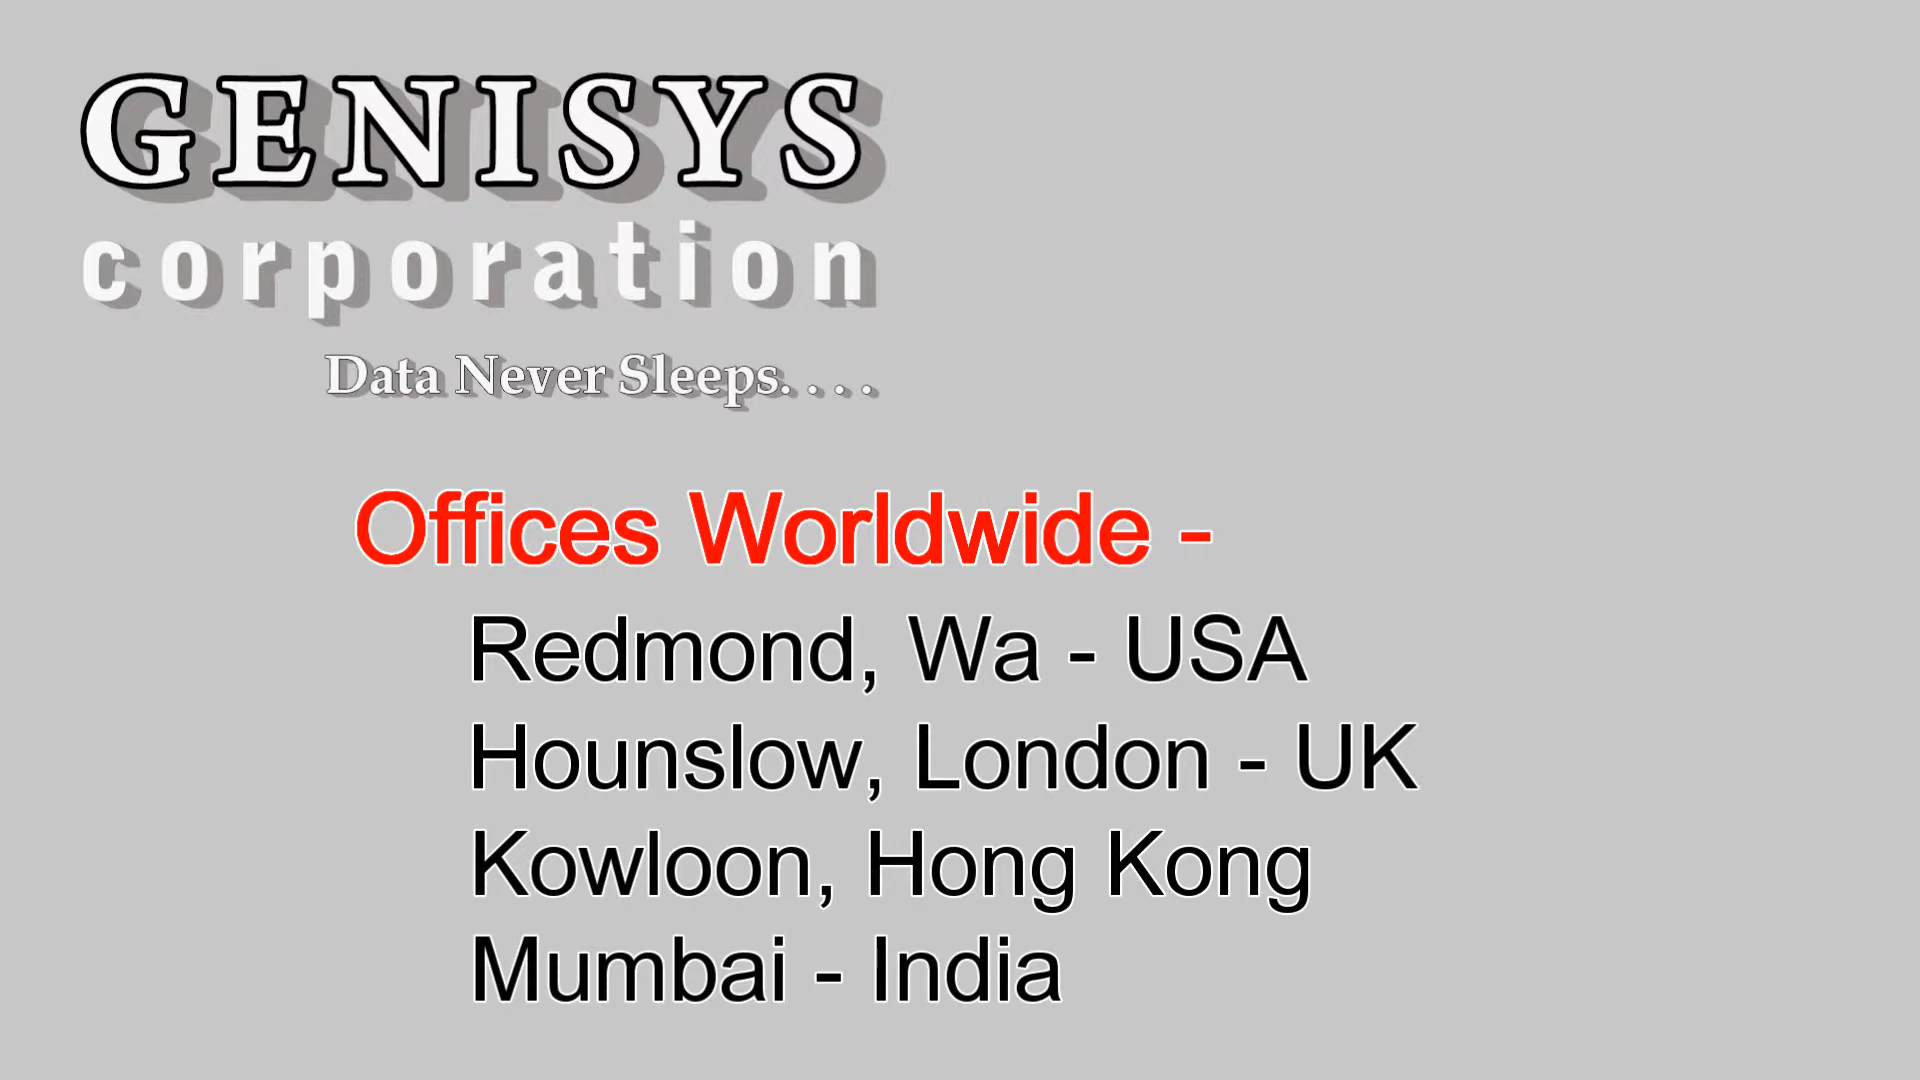 GENISYS
corporation
Data Never Sleeps. . . .
Offices Worldwide -
Redmond, Wa - USA
Hounslow, London - UK
Kowloon, Hong Kong
Mumbai - India